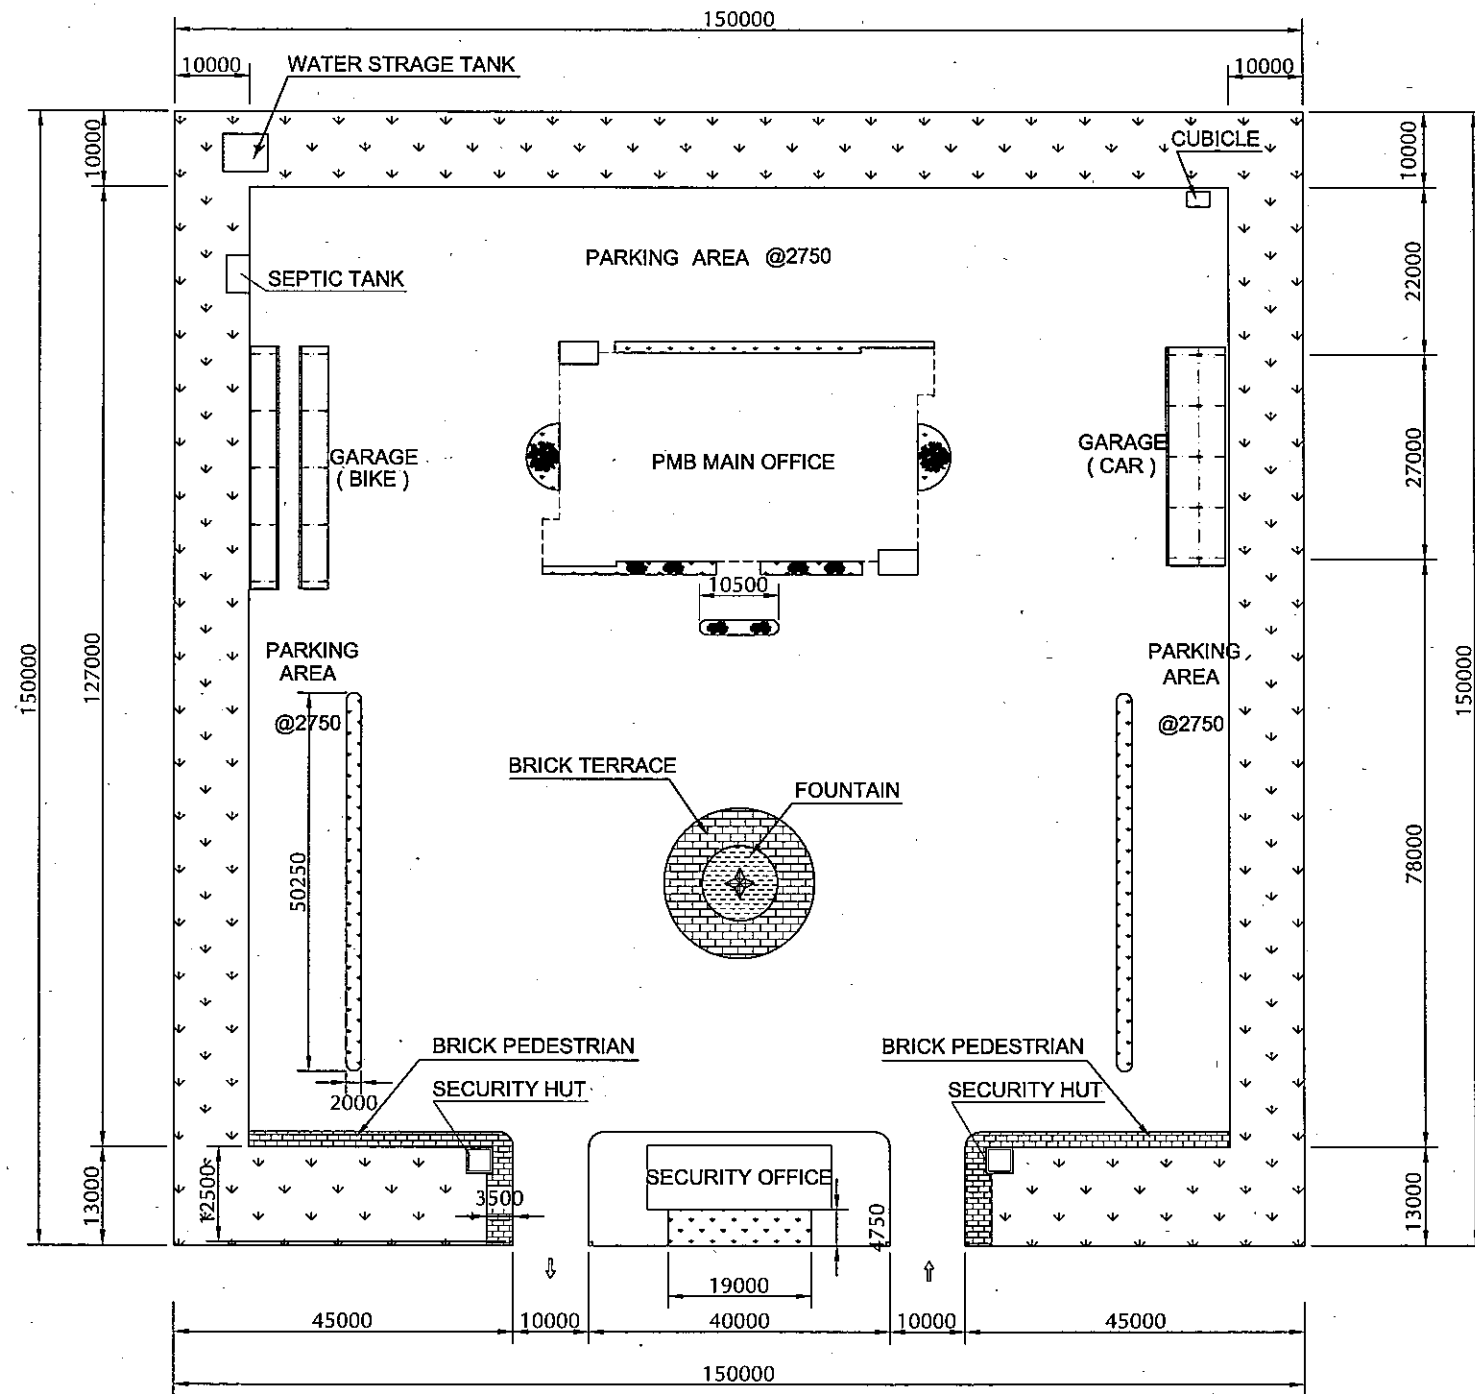 150000
10000
WATER STRAGE TANK
10000
10000
CUBICLE
10000
PARKING AREA @2750
SEPTIC TANK
22000
GARAGE
( BIKE )
PMB MAIN OFFICE
GARAGE
( CAR )
27000
10500
150000
127000
PARKING
AREA
@2750
PARKING
AREA
@2750
150000
BRICK TERRACE
FOUNTAIN
50250
78000
BRICK PEDESTRIAN
BRICK PEDESTRIAN
2000
SECURITY HUT
SECURITY HUT
13000
12500
3500
SECURITY OFFICE
4750
13000
19000
45000
10000
40000
10000
45000
150000